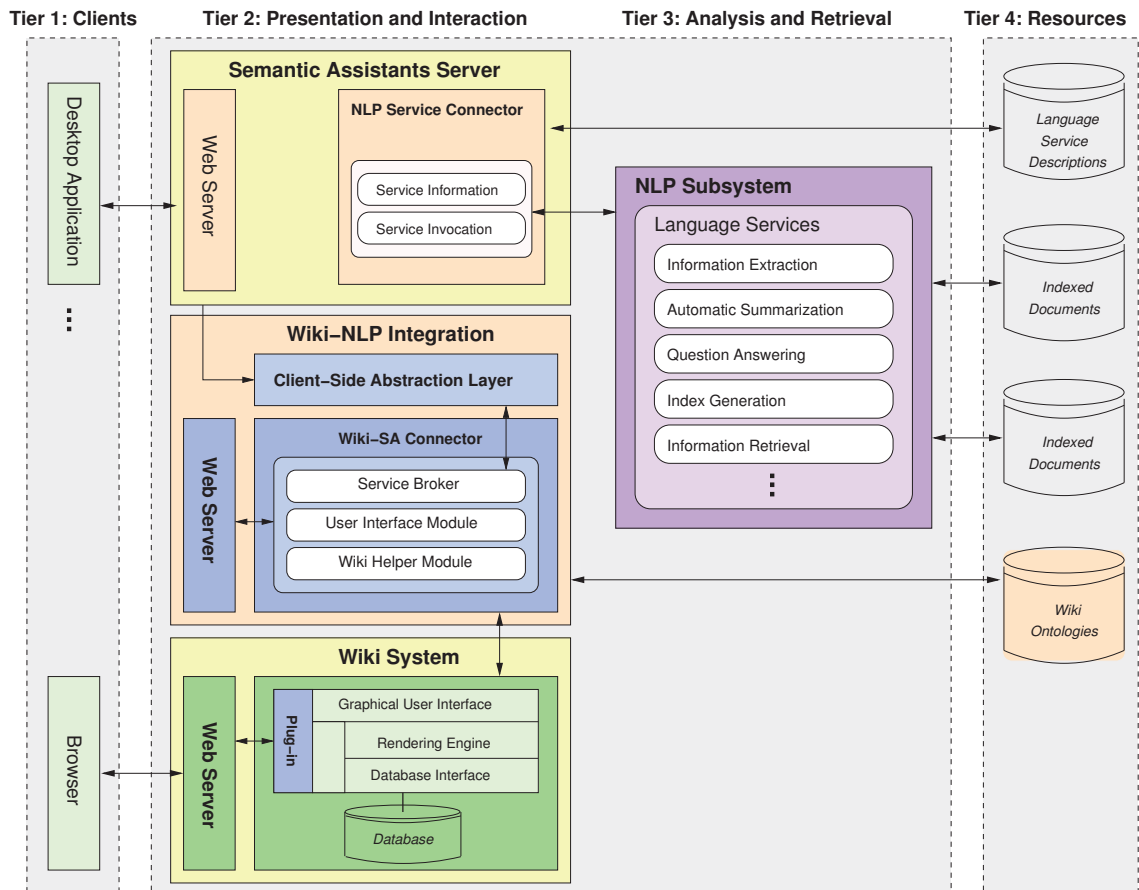 Tier 1: Clients
Tier 2: Presentation and Interaction
Tier 3: Analysis and Retrieval
Tier 4: Resources
Desktop Application
...
Browser
Semantic Assistants Server
Web Server
NLP Service Connector
Service Information
Service Invocation
Wiki–NLP Integration
Client–Side Abstraction Layer
Web Server
Wiki–SA Connector
Service Broker
User Interface Module
Wiki Helper Module
Wiki System
Web Server
Plug–in
Graphical User Interface
Rendering Engine
Database Interface
Database
NLP Subsystem
Language Services
Information Extraction
Automatic Summarization
Question Answering
Index Generation
Information Retrieval
...
Language
Service
Descriptions
Indexed
Documents
Indexed
Documents
Wiki
Ontologies